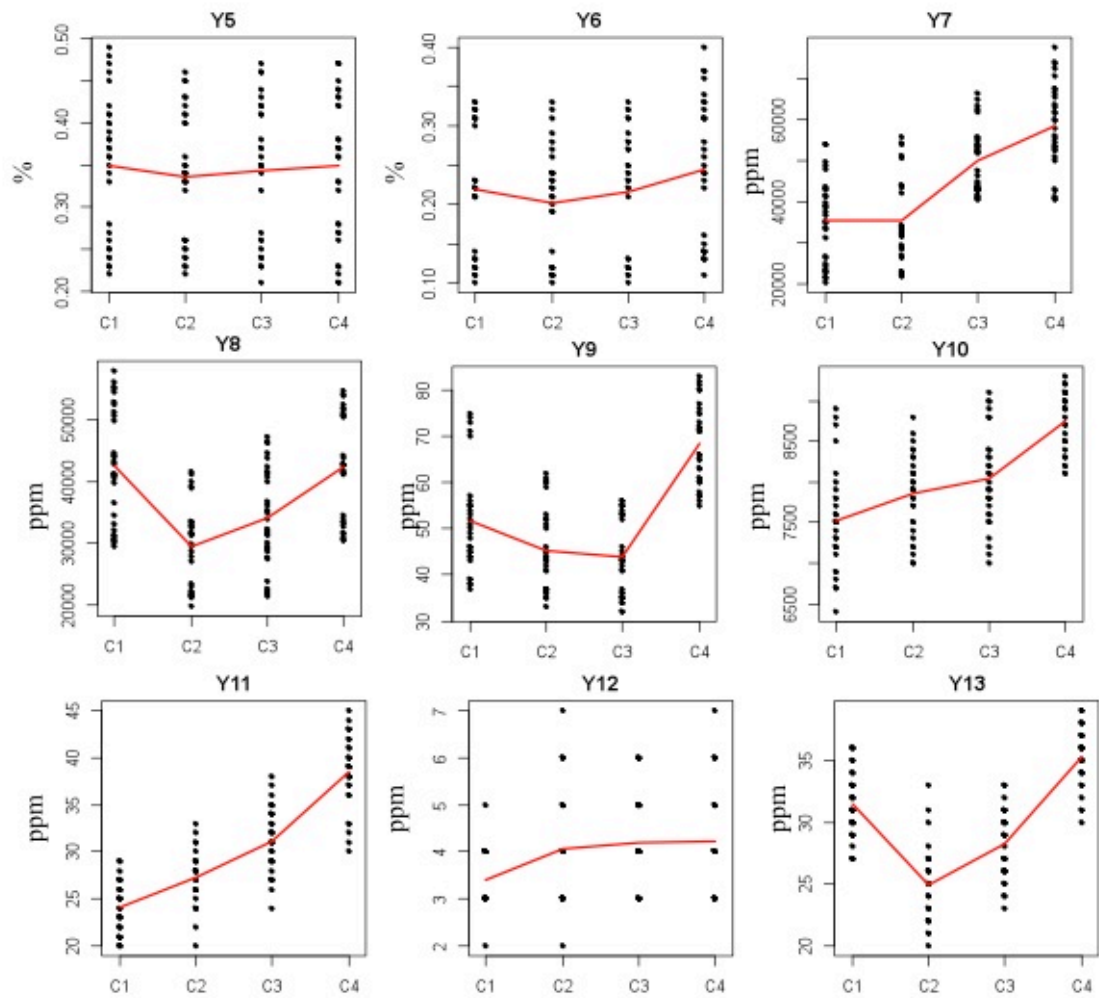 Y5
0.50
0.40
0.30
0.20
%
C1 C2 C3 C4
Y6
0.40
0.30
0.20
0.10
%
C1 C2 C3 C4
Y7
60000
40000
20000
ppm
C1 C2 C3 C4
Y8
50000
40000
30000
20000
ppm
C1 C2 C3 C4
Y9
80
70
60
50
40
30
ppm
C1 C2 C3 C4
Y10
8500
7500
6500
ppm
C1 C2 C3 C4
Y11
45
40
35
30
25
20
ppm
C1 C2 C3 C4
Y12
7
6
5
4
3
2
ppm
C1 C2 C3 C4
Y13
35
30
25
20
ppm
C1 C2 C3 C4